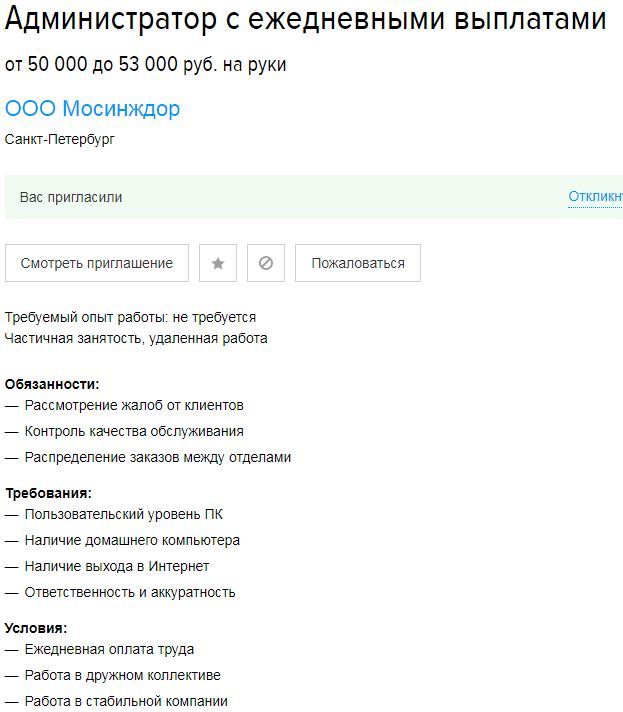 Администратор с ежедневными выплатами
от 50 000 до 53 000 руб. на руки
ООО Мосинждор
Санкт-Петербург
Вас пригласили Откликн
Смотреть приглашение Пожаловаться
Требуемый опыт работы: не требуется
Частичная занятость, удаленная работа
Обязанности:
— Рассмотрение жалоб от клиентов
— Контроль качества обслуживания
— Распределение заказов между отделами
Требования:
— Пользовательский уровень ПК
— Наличие домашнего компьютера
— Наличие выхода в Интернет
— Ответственность и аккуратность
Условия:
— Ежедневная оплата труда
— Работа в дружном коллективе
— Работа в стабильной компании